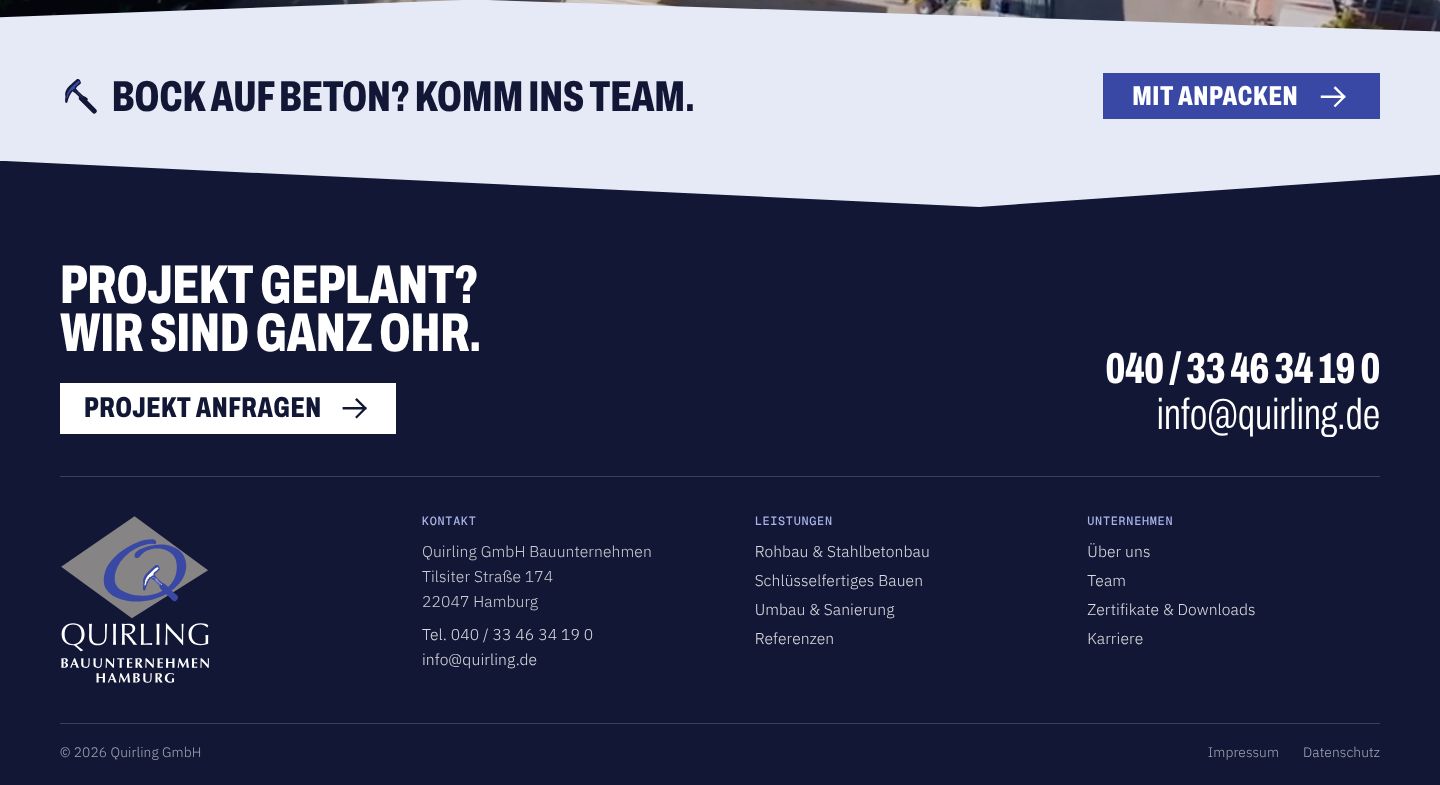 BOCK AUF BETON? KOMM INS TEAM.
MIT ANPACKEN
PROJEKT GEPLANT?
WIR SIND GANZ OHR.
PROJEKT ANFRAGEN
040 / 33 46 34 19 0
info@quirling.de
QUIRLING
BAUUNTERNEHMEN
HAMBURG
KONTAKT
Quirling GmbH Bauunternehmen
Tilsiter Straße 174
22047 Hamburg
Tel. 040 / 33 46 34 19 0
info@quirling.de
LEISTUNGEN
Rohbau & Stahlbetonbau
Schlüsselfertiges Bauen
Umbau & Sanierung
Referenzen
UNTERNEHMEN
Über uns
Team
Zertifikate & Downloads
Karriere
© 2026 Quirling GmbH
Impressum
Datenschutz